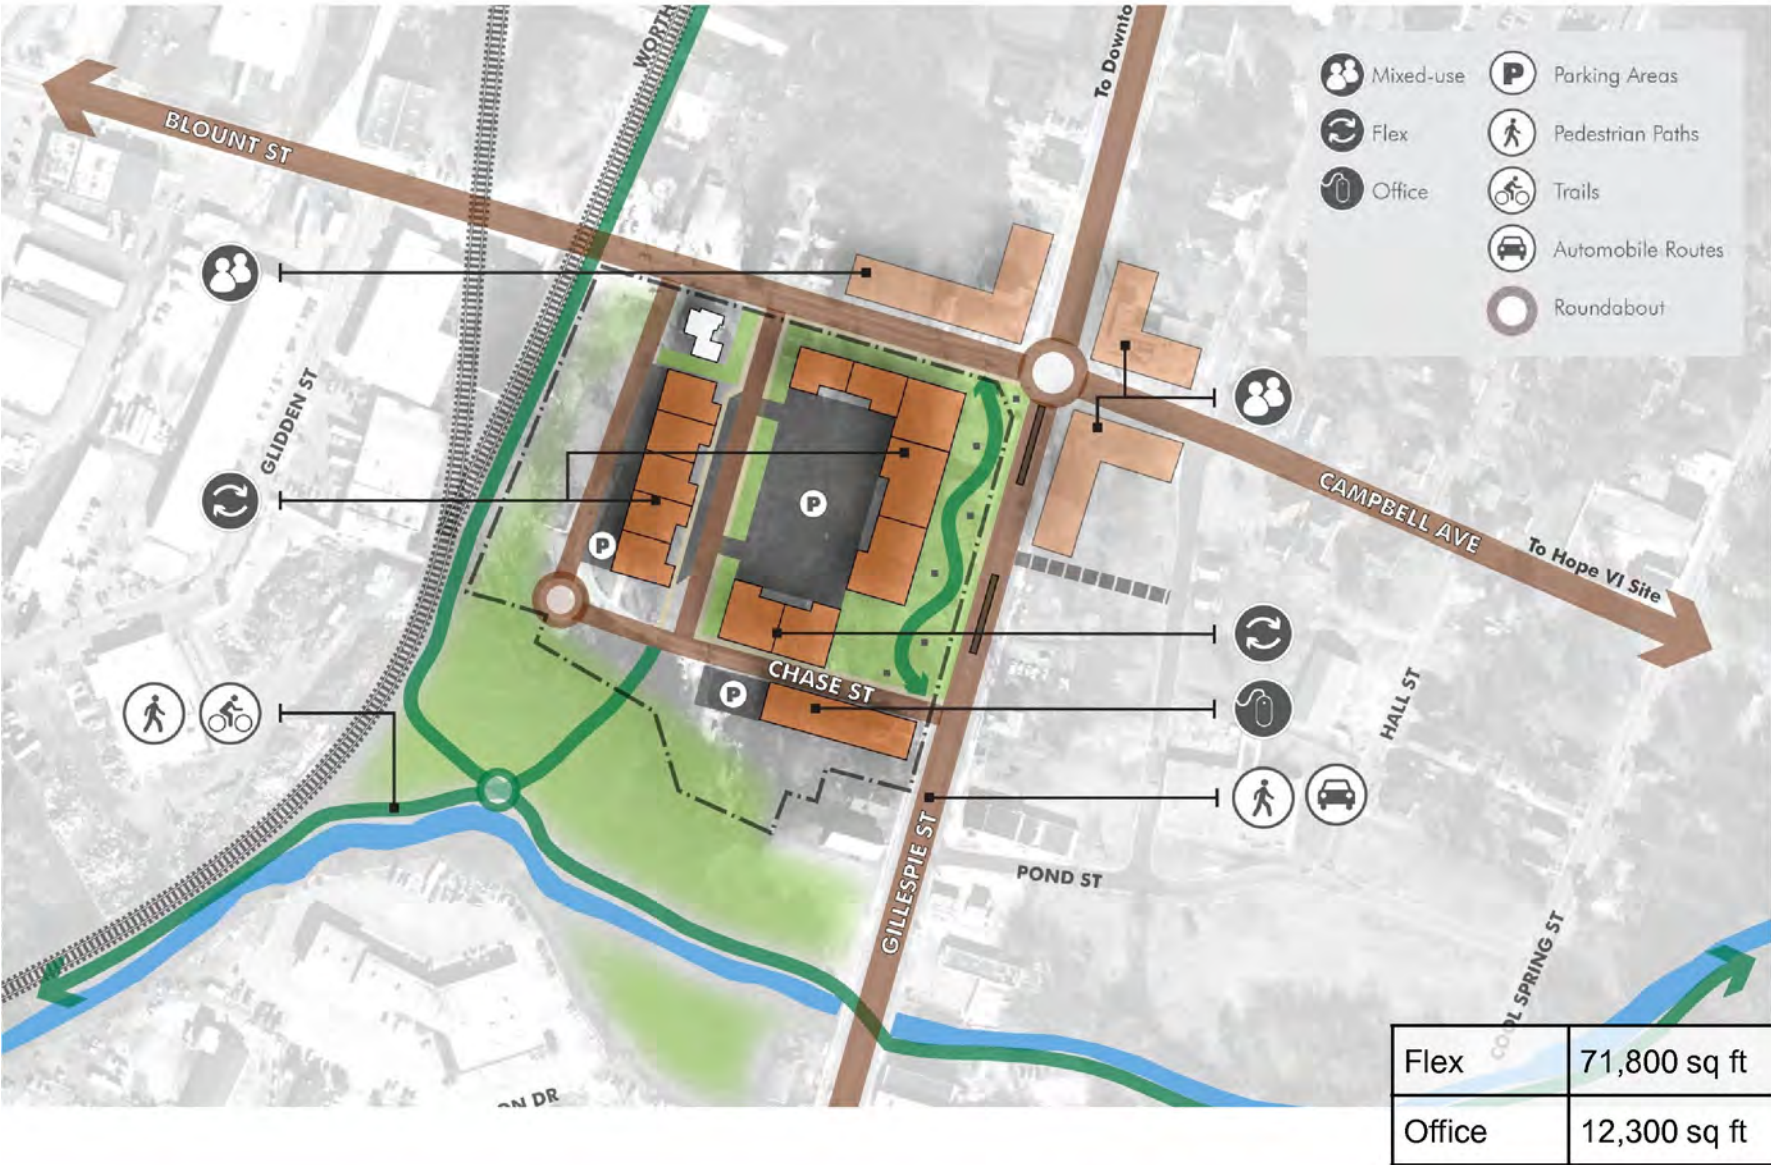 WORTH
To Downto
Mixed-use
P
Parking Areas
Flex
Pedestrian Paths
Office
Trails
Automobile Routes
Roundabout
BLOUNT ST
GLIDDEN ST
CAMPBELL AVE
To Hope VI Site
P
P
CHASE ST
P
HALL ST
GILLESPIE ST
POND ST
COOL SPRING ST
ON DR
Flex 71,800 sq ft
Office 12,300 sq ft